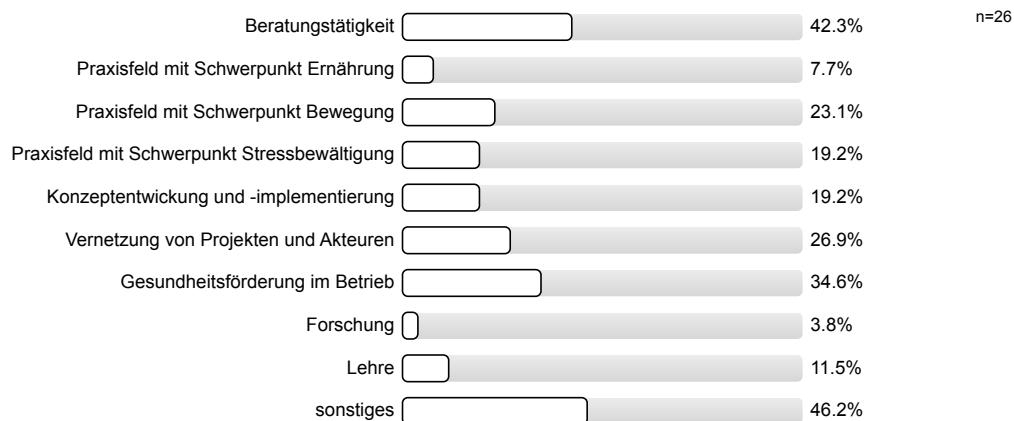 Beratungstätigkeit 42.3% n=26
Praxisfeld mit Schwerpunkt Ernährung 7.7%
Praxisfeld mit Schwerpunkt Bewegung 23.1%
Praxisfeld mit Schwerpunkt Stressbewältigung 19.2%
Konzeptentwickung und -implementierung 19.2%
Vernetzung von Projekten und Akteuren 26.9%
Gesundheitsförderung im Betrieb 34.6%
Forschung 3.8%
Lehre 11.5%
sonstiges 46.2%